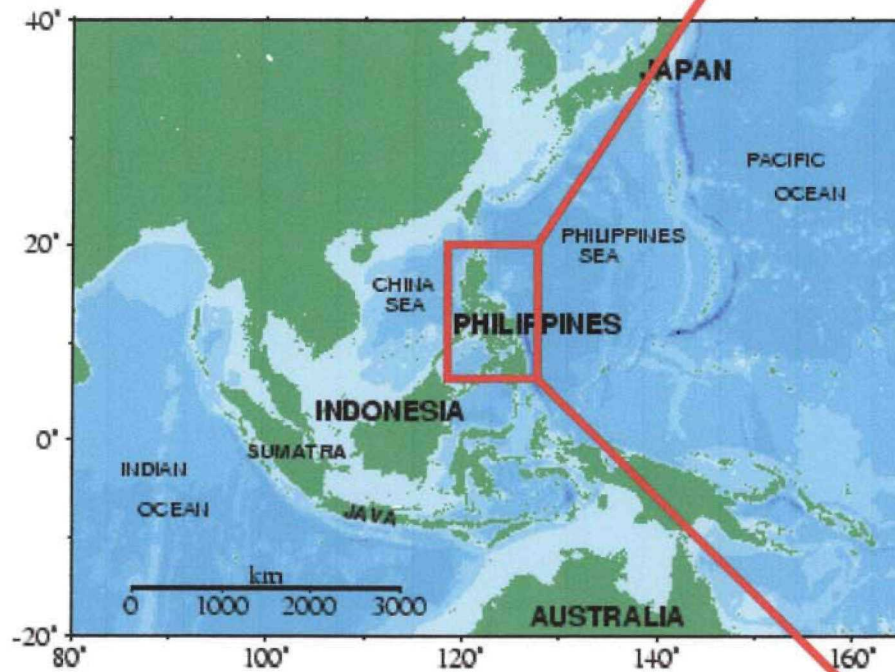 40°
JAPAN
PACIFIC
OCEAN
20°
PHILIPPINES
SEA
CHINA
SEA
PHILIPPINES
INDONESIA
0°
SUMATRA
INDIAN
OCEAN
JAVA
km
0 1000 2000 3000
AUSTRALIA
-20°
80° 100° 120° 140° 160°